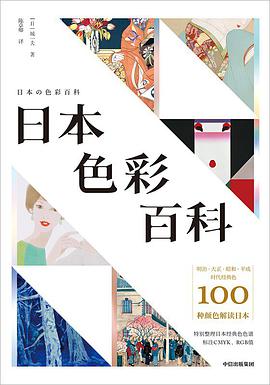 [日]城一夫 著
陈彦坤 译
日本の色彩百科
日本
色彩
百科
明治·大正·昭和·平成
时代经典色
100
种颜色解读日本
特别整理日本经典色色谱
标注CMYK、RGB值
中信出版集团